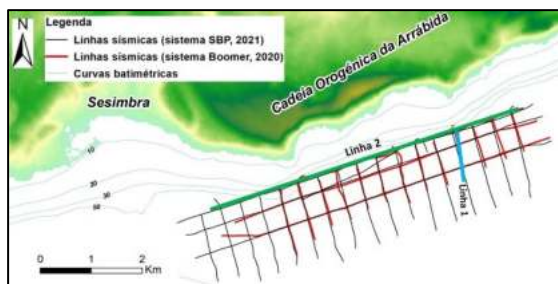 N
Legenda
Linhas sísmicas (sistema SBP, 2021)
Linhas sísmicas (sistema Boomer, 2020)
Curvas batimétricas
Cadeia Orogénica da Arrábida
Sesimbra
Linha 2
Linha 1
10
0 1 2
Km